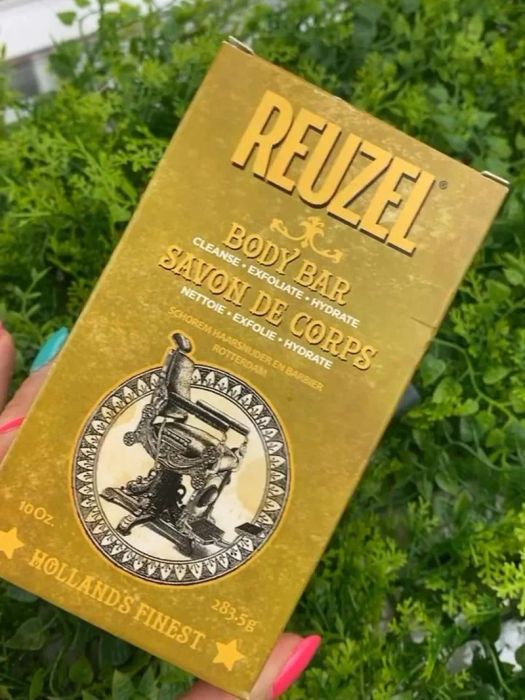 REUZEL®
BODY BAR
CLEANSE • EXFOLIATE • HYDRATE
SAVON DE CORPS
NETTOIE • EXFOLIE • HYDRATE
SCHOREM HAARSNIJDER EN BARBIER
ROTTERDAM
10 OZ.
283.5g
HOLLAND'S FINEST